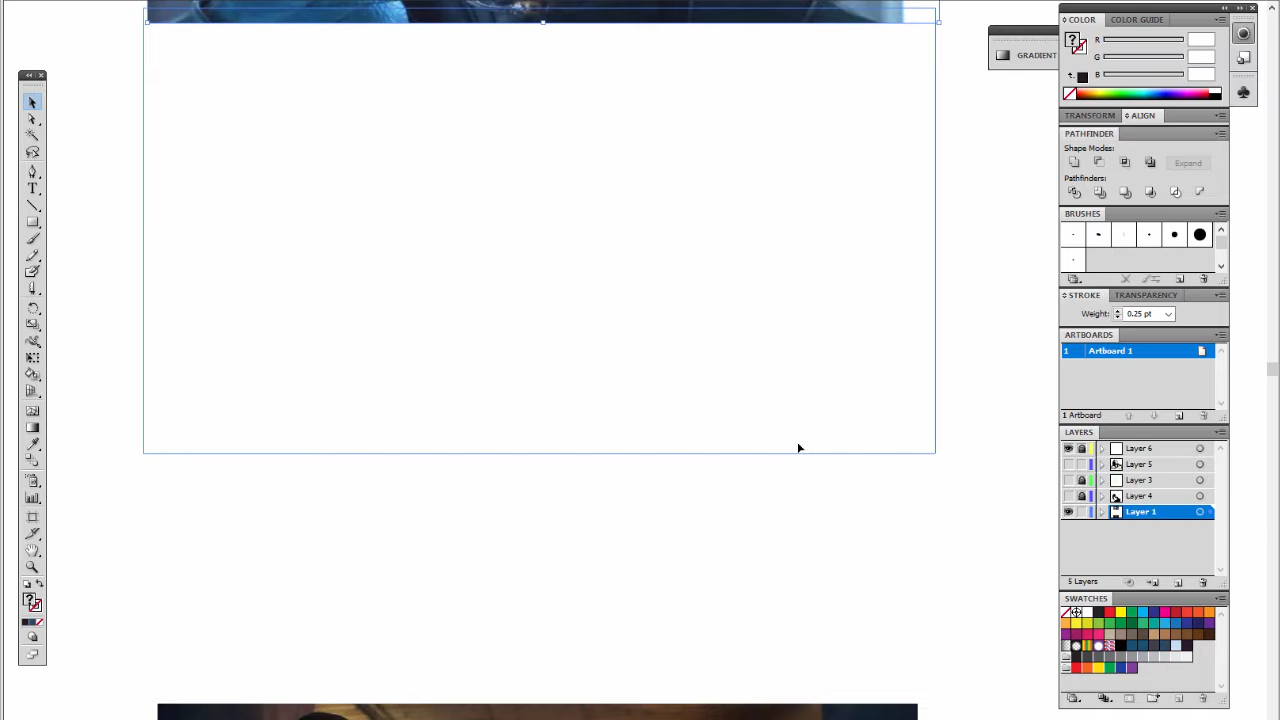 COLOR
COLOR GUIDE
R
G
B
GRADIENT
TRANSFORM
ALIGN
PATHFINDER
Shape Modes:
Expand
Pathfinders:
BRUSHES
STROKE
TRANSPARENCY
Weight:
0.25 pt
ARTBOARDS
1
Artboard 1
1 Artboard
LAYERS
Layer 6
Layer 5
Layer 3
Layer 4
Layer 1
5 Layers
SWATCHES